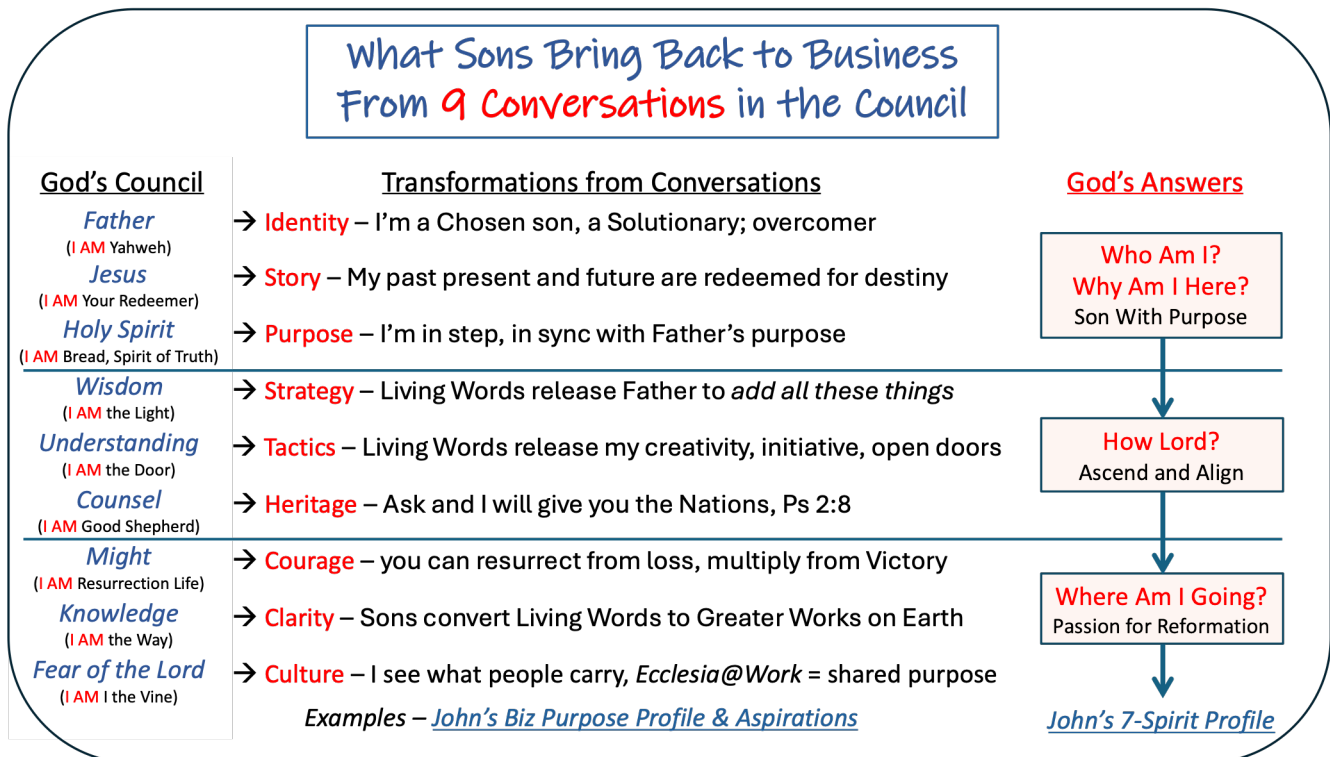 What Sons Bring Back to Business
From 9 Conversations in the Council
God's Council
Transformations from Conversations
God's Answers
Father
(I AM Yahweh)
→ Identity – I'm a Chosen son, a Solutionary; overcomer
Jesus
(I AM Your Redeemer)
→ Story – My past present and future are redeemed for destiny
Holy Spirit
(I AM Bread, Spirit of Truth)
→ Purpose – I'm in step, in sync with Father's purpose
Who Am I?
Why Am I Here?
Son With Purpose
Wisdom
(I AM the Light)
→ Strategy – Living Words release Father to add all these things
Understanding
(I AM the Door)
→ Tactics – Living Words release my creativity, initiative, open doors
Counsel
(I AM Good Shepherd)
→ Heritage – Ask and I will give you the Nations, Ps 2:8
How Lord?
Ascend and Align
Might
(I AM Resurrection Life)
→ Courage – you can resurrect from loss, multiply from Victory
Knowledge
(I AM the Way)
→ Clarity – Sons convert Living Words to Greater Works on Earth
Fear of the Lord
(I AM I the Vine)
→ Culture – I see what people carry, Ecclesia@Work = shared purpose
Where Am I Going?
Passion for Reformation
Examples – John's Biz Purpose Profile & Aspirations
John's 7-Spirit Profile